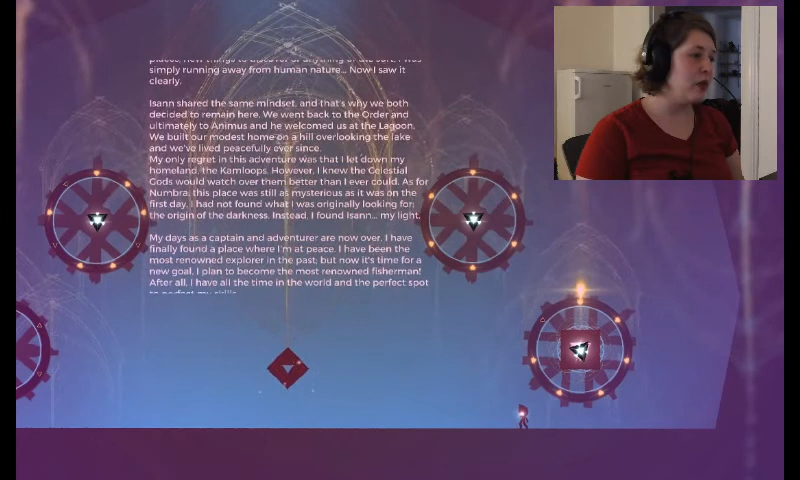 places, new things to discover or anything of the sort. I was
simply running away from human nature... Now I saw it
clearly.
Isann shared the same mindset, and that's why we both
decided to remain here. We went back to the Order and
ultimately to Animus and he welcomed us at the Lagoon.
We built our modest home on a hill overlooking the lake
and we've lived peacefully ever since.
My only regret in this adventure was that I let down my
homeland, the Kamloops. However, I knew the Celestial
Gods would watch over them better than I ever could. As for
Numbra, this place was still as mysterious as it was on the
first day. I had not found what I was originally looking for;
the origin of the darkness. Instead, I found Isann... my light.
My days as a captain and adventurer are now over. I have
finally found a place where I'm at peace. I have been the
most renowned explorer in the past; but now it's time for a
new goal. I plan to become the most renowned fisherman!
After all, I have all the time in the world and the perfect spot
to perfect my skills